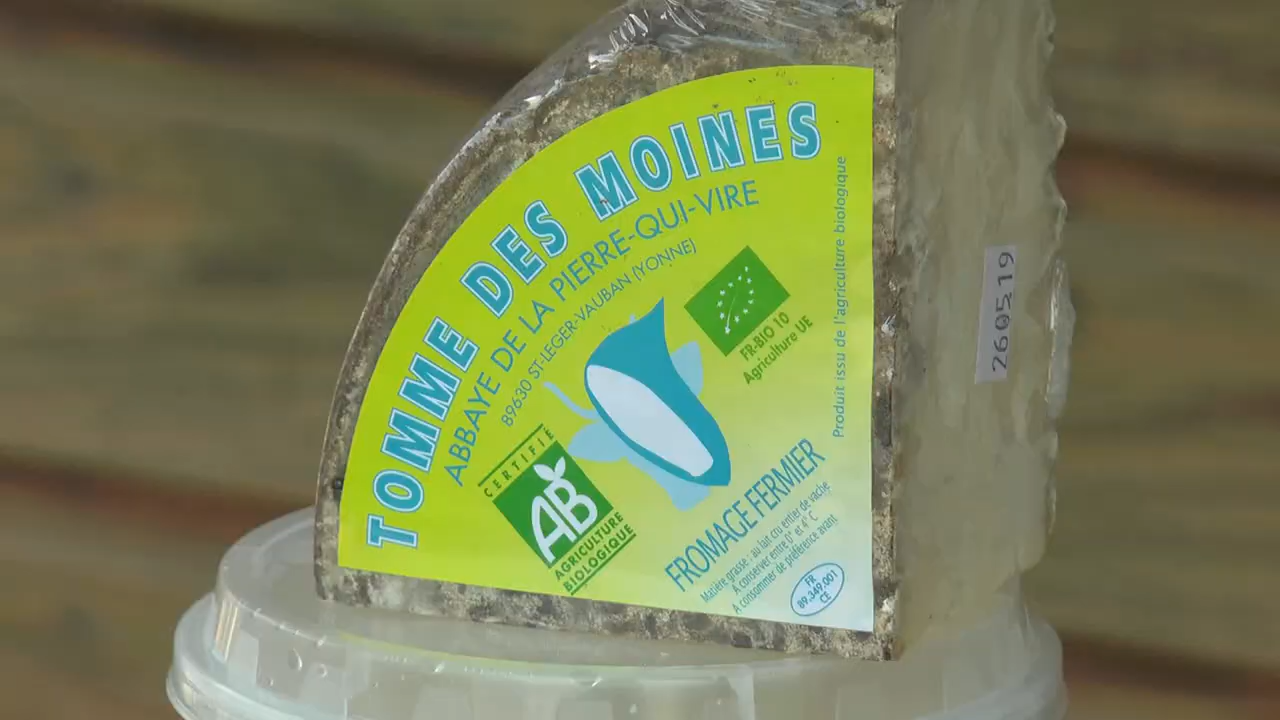 TOMME DES MOINES
ABBAYE DE LA PIERRE-QUI-VIRE
89630 ST-LEGER-VAUBAN (YONNE)
FR-BIO 10
Agriculture UE
Produit issu de l'agriculture biologique
CERTIFIÉ
AB
AGRICULTURE
BIOLOGIQUE
FROMAGE FERMIER
Matière grasse : au lait cru entier de vache
A conserver entre 0° et 4° C
A consommer de préférence avant
FR
89.349.001
CE
260519